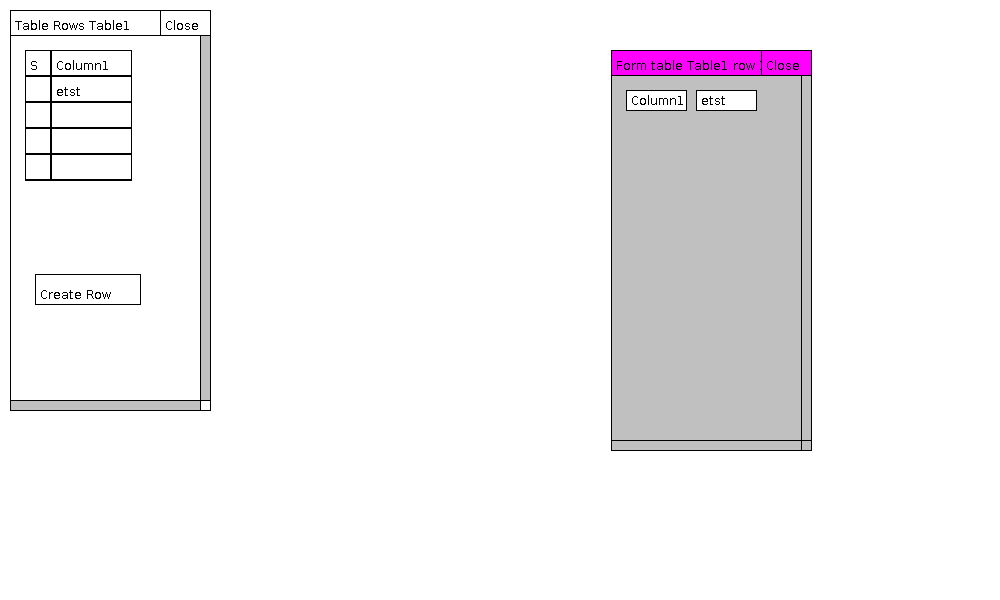 Table Rows Table1 Close
S Column1
etst
Create Row
Form table Table1 row Close
Column1 etst